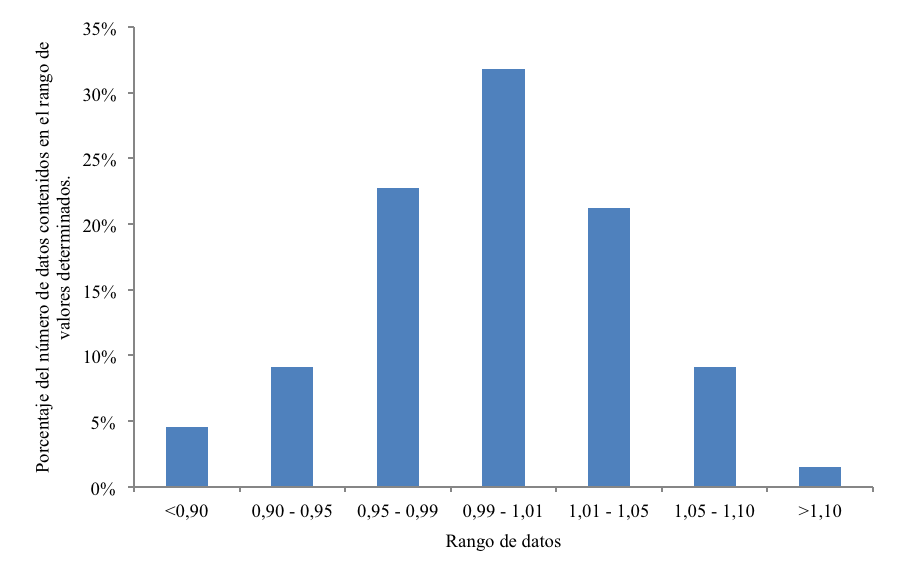 Porcentaje del número de datos contenidos en el rango de
valores determinados.
35%
30%
25%
20%
15%
10%
5%
0%
<0,90 0,90 - 0,95 0,95 - 0,99 0,99 - 1,01 1,01 - 1,05 1,05 - 1,10 >1,10
Rango de datos